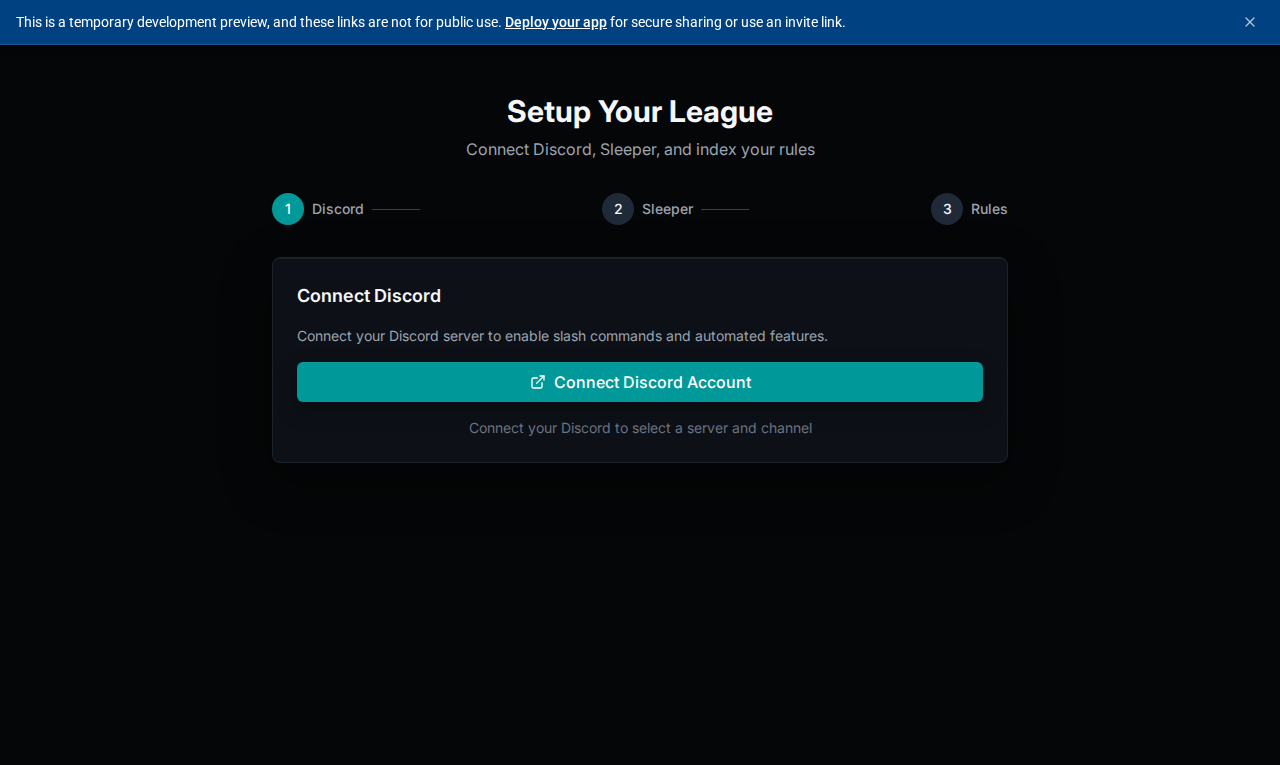 This is a temporary development preview, and these links are not for public use. Deploy your app for secure sharing or use an invite link.
Setup Your League
Connect Discord, Sleeper, and index your rules
1 Discord
2 Sleeper
3 Rules
Connect Discord
Connect your Discord server to enable slash commands and automated features.
Connect Discord Account
Connect your Discord to select a server and channel